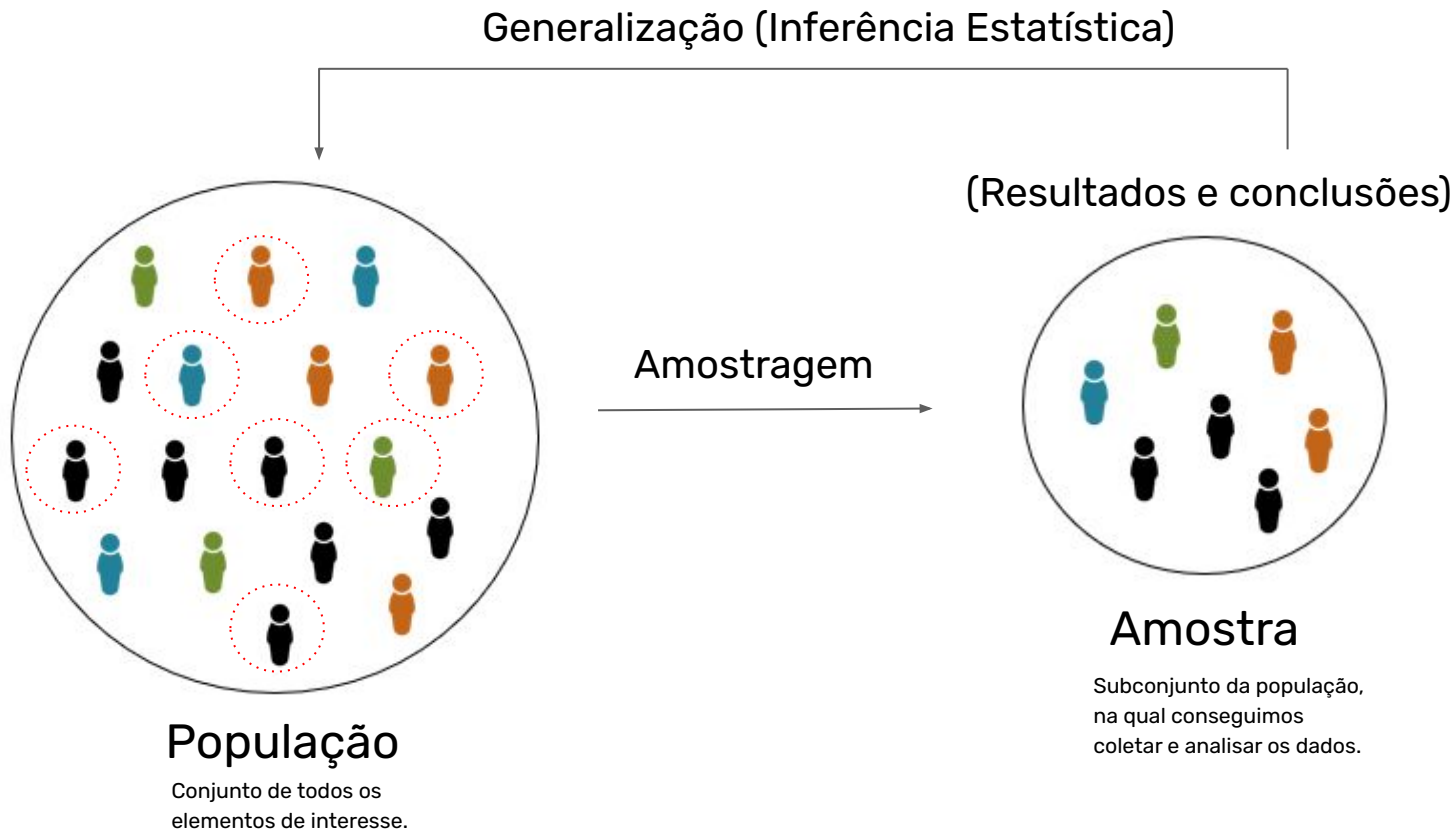 Generalização (Inferência Estatística)
(Resultados e conclusões)
Amostragem
População
Conjunto de todos os
elementos de interesse.
Amostra
Subconjunto da população,
na qual conseguimos
coletar e analisar os dados.